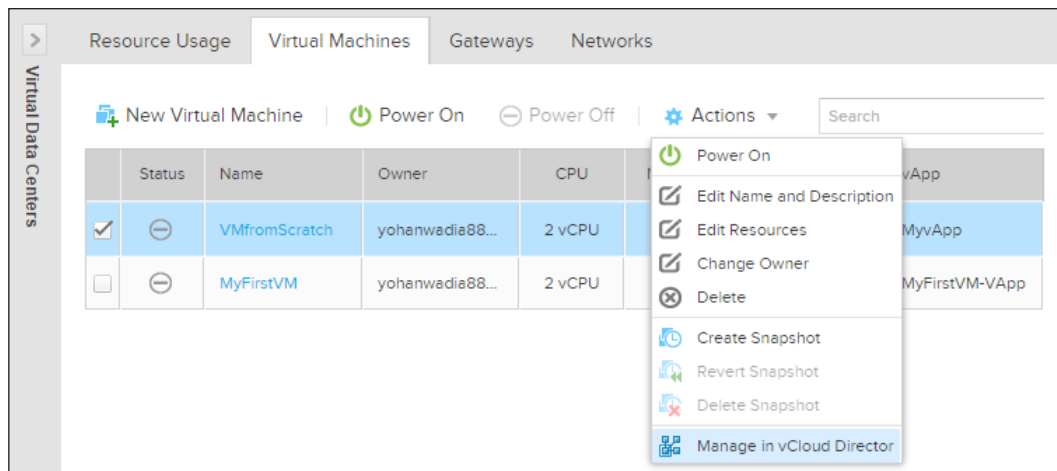 >
Virtual Data Centers
Resource Usage Virtual Machines Gateways Networks
New Virtual Machine Power On Power Off Actions Search
Status Name Owner CPU vApp
VMfromScratch yohanwadia88... 2 vCPU MyvApp
MyFirstVM yohanwadia88... 2 vCPU MyFirstVM-VApp
Power On
Edit Name and Description
Edit Resources
Change Owner
Delete
Create Snapshot
Revert Snapshot
Delete Snapshot
Manage in vCloud Director